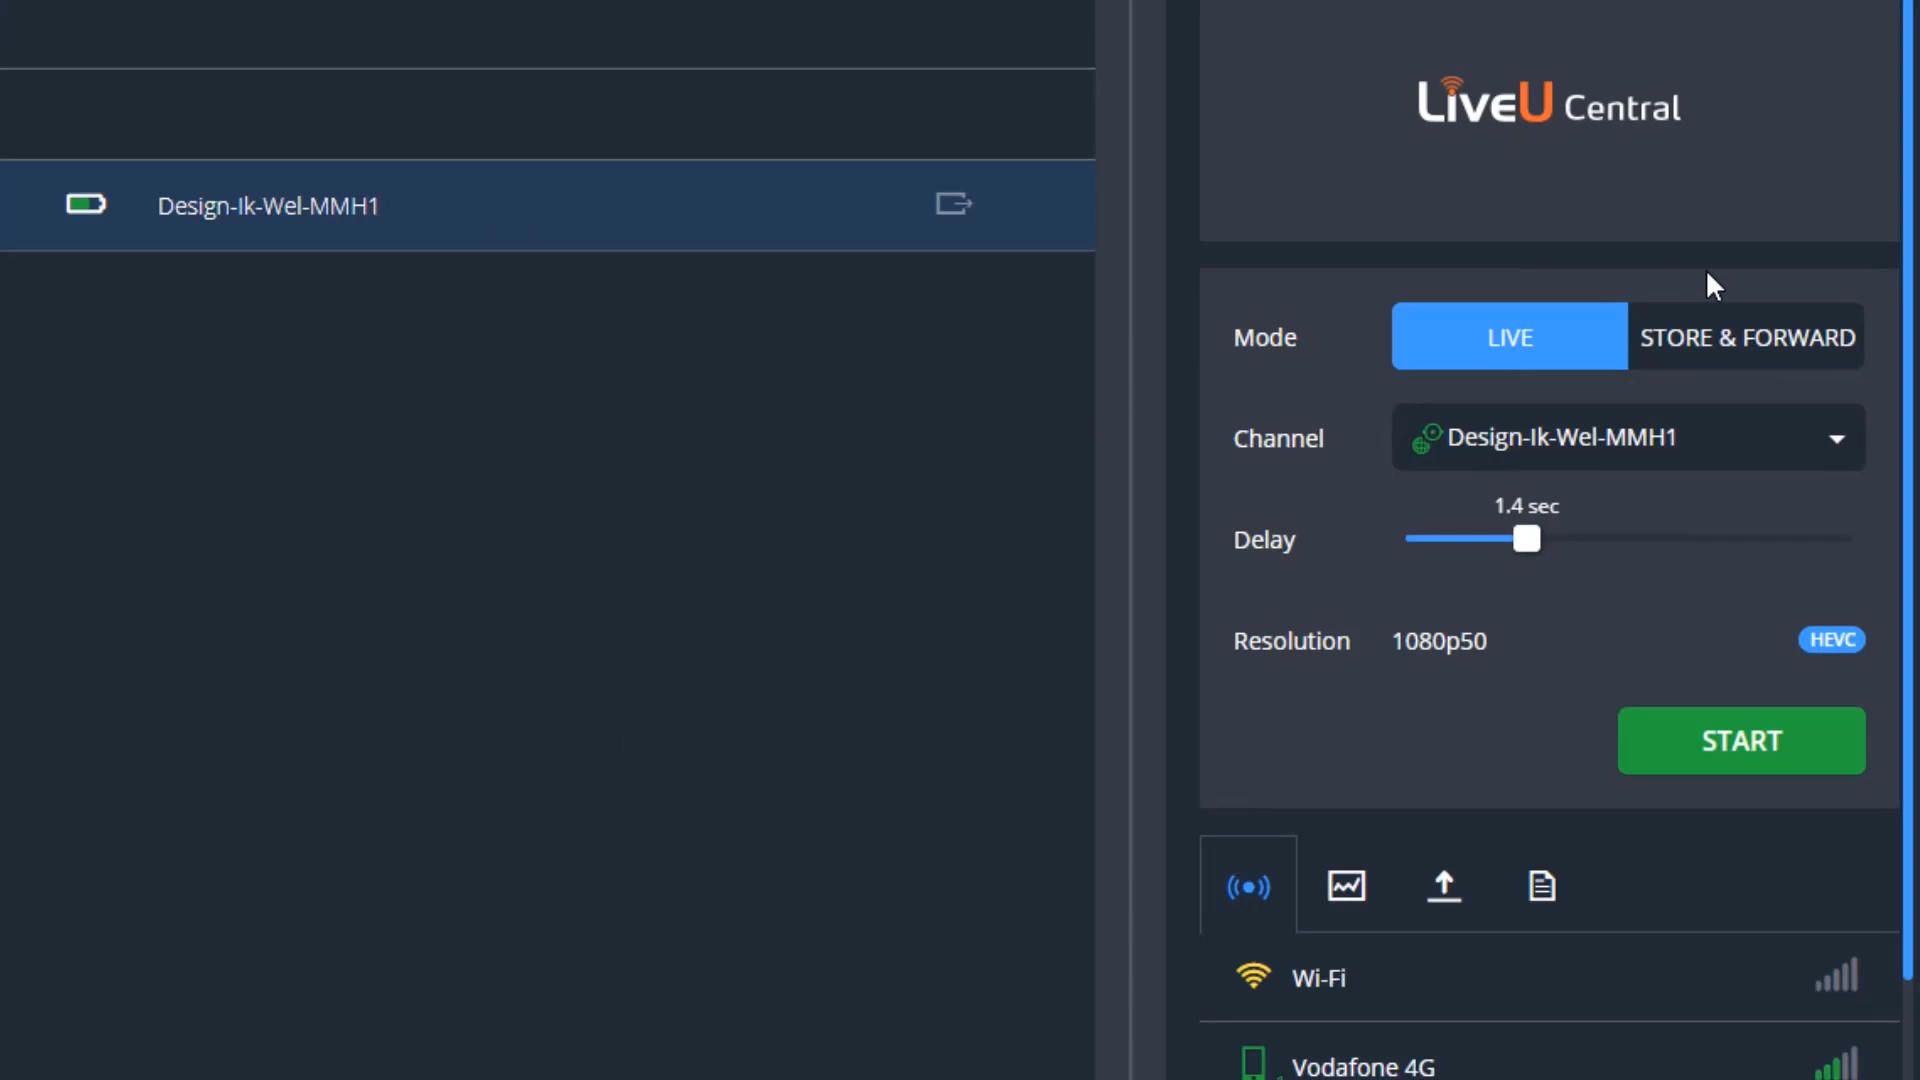 LiveU Central
Design-Ik-Wel-MMH1
Mode LIVE STORE & FORWARD
Channel Design-Ik-Wel-MMH1
1.4 sec
Delay
Resolution 1080p50 HEVC
START
Wi-Fi
Vodafone 4G